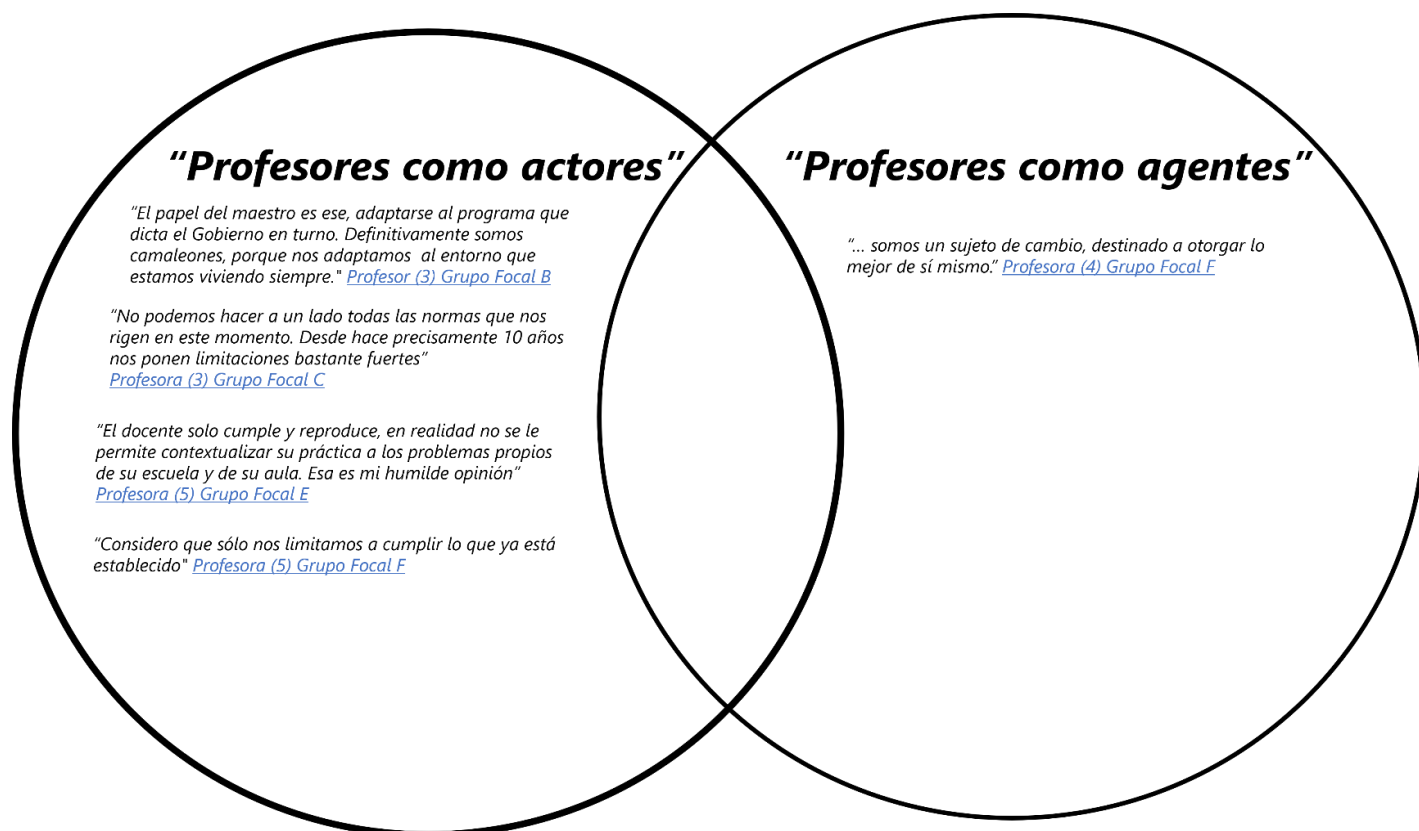 “Profesores como actores”
“El papel del maestro es ese, adaptarse al programa que
dicta el Gobierno en turno. Definitivamente somos
camaleones, porque nos adaptamos  al entorno que
estamos viviendo siempre." Profesor (3) Grupo Focal B
“No podemos hacer a un lado todas las normas que nos
rigen en este momento. Desde hace precisamente 10 años
nos ponen limitaciones bastante fuertes”
Profesora (3) Grupo Focal C
“El docente solo cumple y reproduce, en realidad no se le
permite contextualizar su práctica a los problemas propios
de su escuela y de su aula. Esa es mi humilde opinión”
Profesora (5) Grupo Focal E
“Considero que sólo nos limitamos a cumplir lo que ya está
establecido" Profesora (5) Grupo Focal F
“Profesores como agentes”
“... somos un sujeto de cambio, destinado a otorgar lo
mejor de sí mismo.” Profesora (4) Grupo Focal F